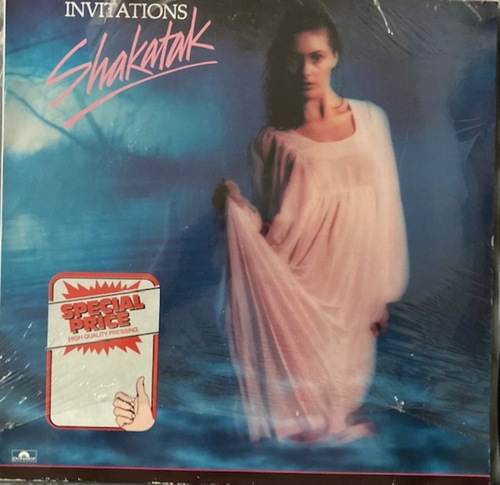 INVITATIONS
Shakatak
SPECIAL
PRICE
HIGH QUALITY PRESSING